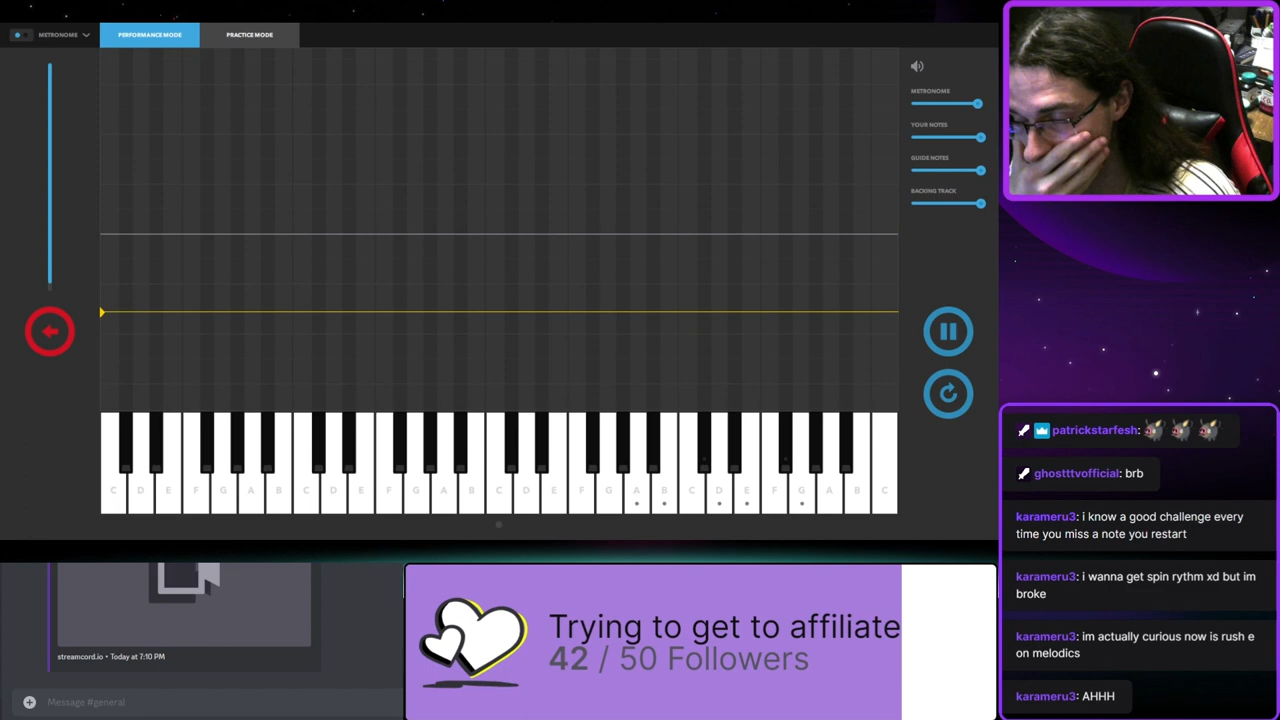 METRONOME
PERFORMANCE MODE
PRACTICE MODE
METRONOME
YOUR NOTES
GUIDE NOTES
BACKING TRACK
C D E F G A B C D E F G A B C D E F G A B C D E F G A B C
patrickstarfesh:
ghostttvofficial: brb
karameru3: i know a good challenge every
time you miss a note you restart
karameru3: i wanna get spin rythm xd but im
broke
karameru3: im actually curious now is rush e
on melodics
karameru3: AHHH
streamcord.io • Today at 7:10 PM
Message #general
Trying to get to affiliate
42 / 50 Followers